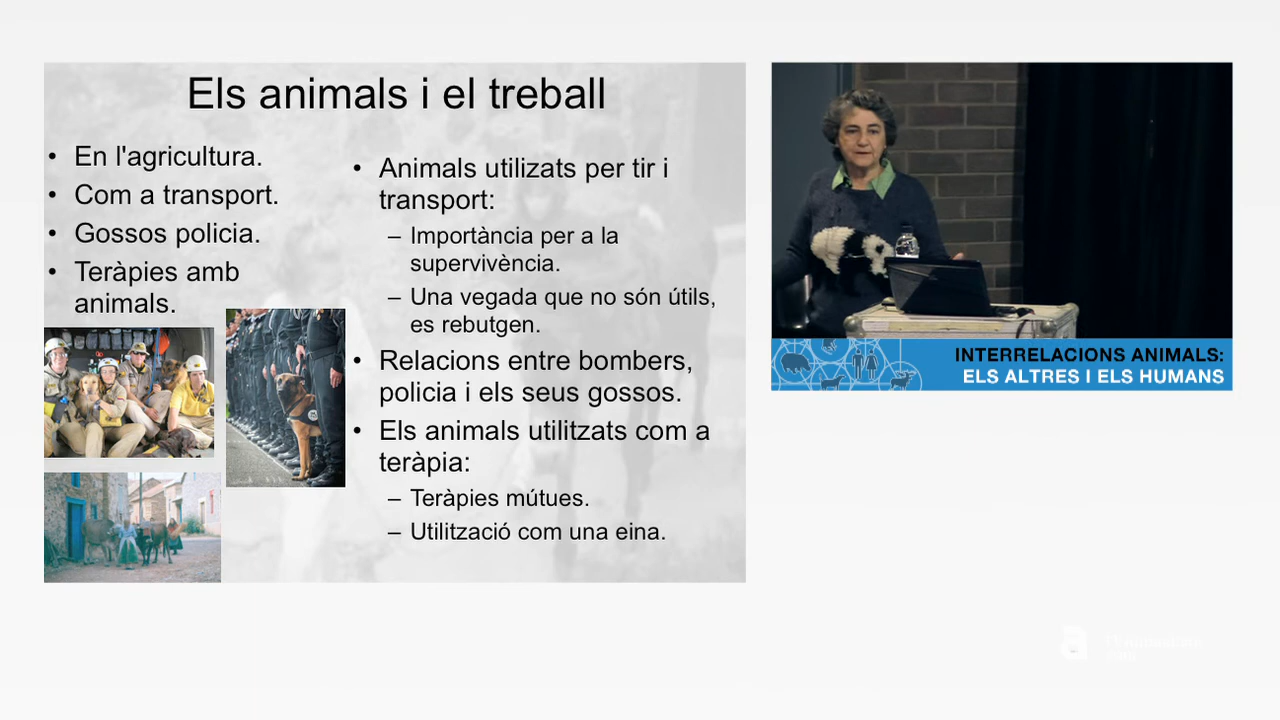 Els animals i el treball
• En l'agricultura.
• Com a transport.
• Gossos policia.
• Teràpies amb
animals.
• Animals utilizats per tir i
transport:
– Importància per a la
supervivència.
– Una vegada que no són útils,
es rebutgen.
• Relacions entre bombers,
policia i els seus gossos.
• Els animals utilitzats com a
teràpia:
– Teràpies mútues.
– Utilització com una eina.
INTERRELACIONS ANIMALS:
ELS ALTRES I ELS HUMANS